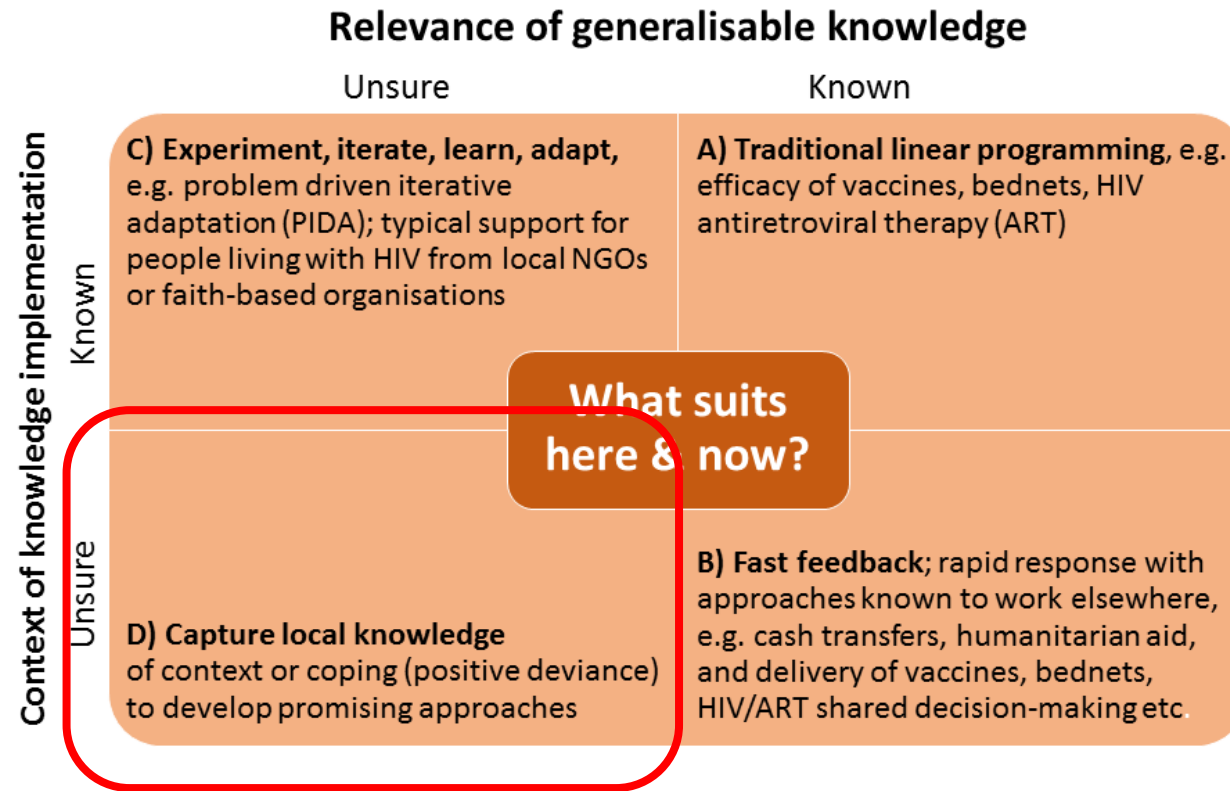 Relevance of generalisable knowledge
Unsure
Known
Context of knowledge implementation
Known
C) Experiment, iterate, learn, adapt,
e.g. problem driven iterative
adaptation (PIDA); typical support for
people living with HIV from local NGOs
or faith-based organisations
A) Traditional linear programming, e.g.
efficacy of vaccines, bednets, HIV
antiretroviral therapy (ART)
What suits
here & now?
Unsure
D) Capture local knowledge
of context or coping (positive deviance)
to develop promising approaches
B) Fast feedback; rapid response with
approaches known to work elsewhere,
e.g. cash transfers, humanitarian aid,
and delivery of vaccines, bednets,
HIV/ART shared decision-making etc.